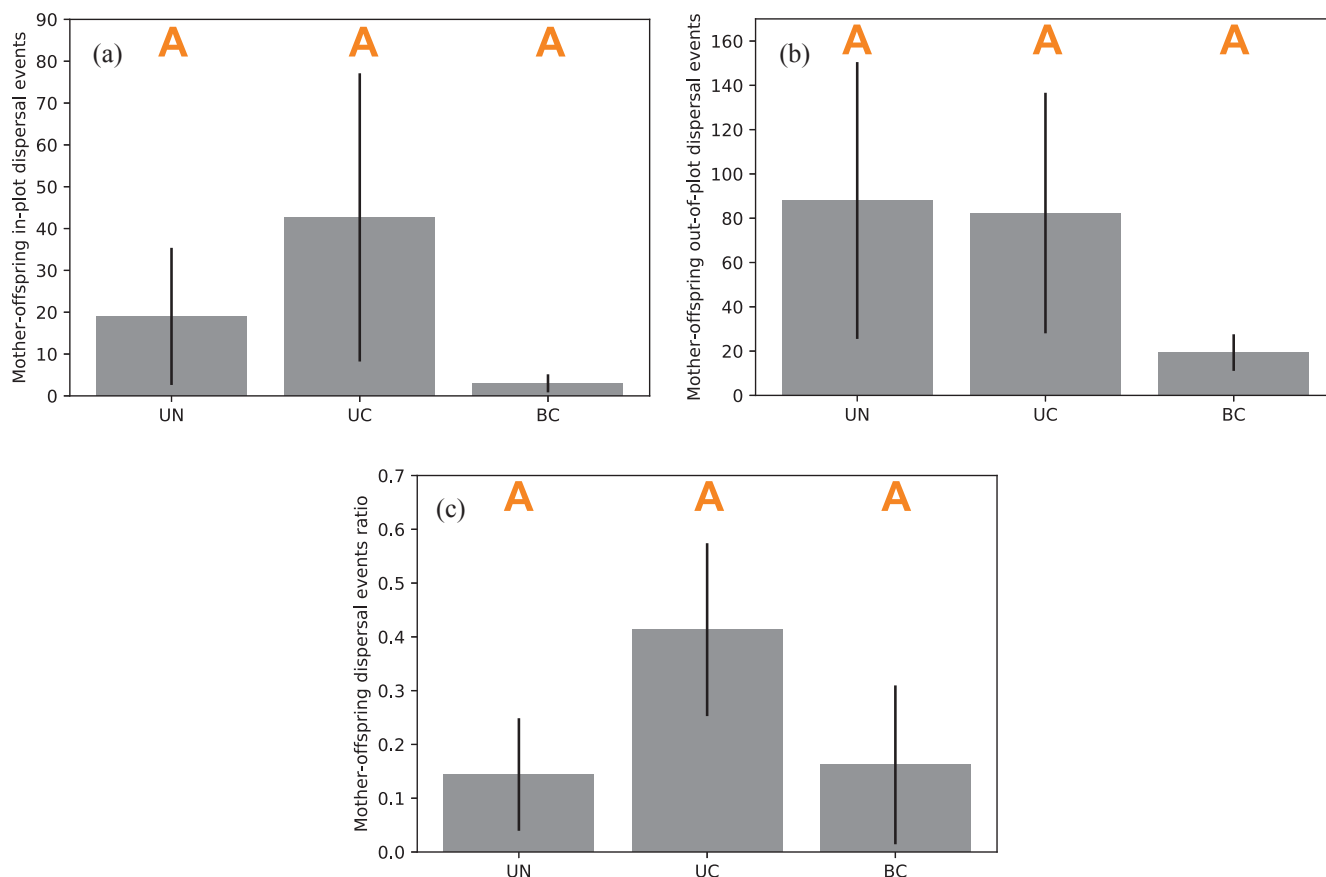 (a)
A A A
Mother-offspring in-plot dispersal events
90
80
70
60
50
40
30
20
10
0
UN UC BC
(b)
A A A
Mother-offspring out-of-plot dispersal events
160
140
120
100
80
60
40
20
0
UN UC BC
(c)
A A A
Mother-offspring dispersal events ratio
0.7
0.6
0.5
0.4
0.3
0.2
0.1
0.0
UN UC BC